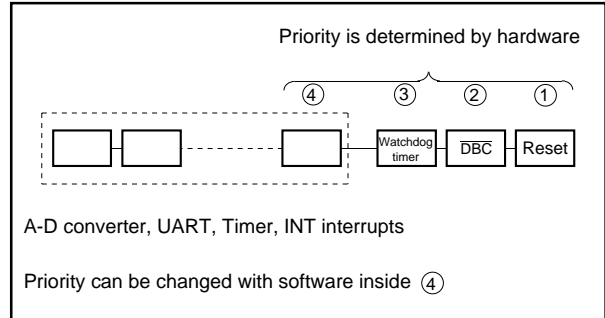 Priority is determined by hardware
④ ③ ② ①
Watchdog
timer
D̅B̅C̅
Reset
A-D converter, UART, Timer, INT interrupts
Priority can be changed with software inside ④